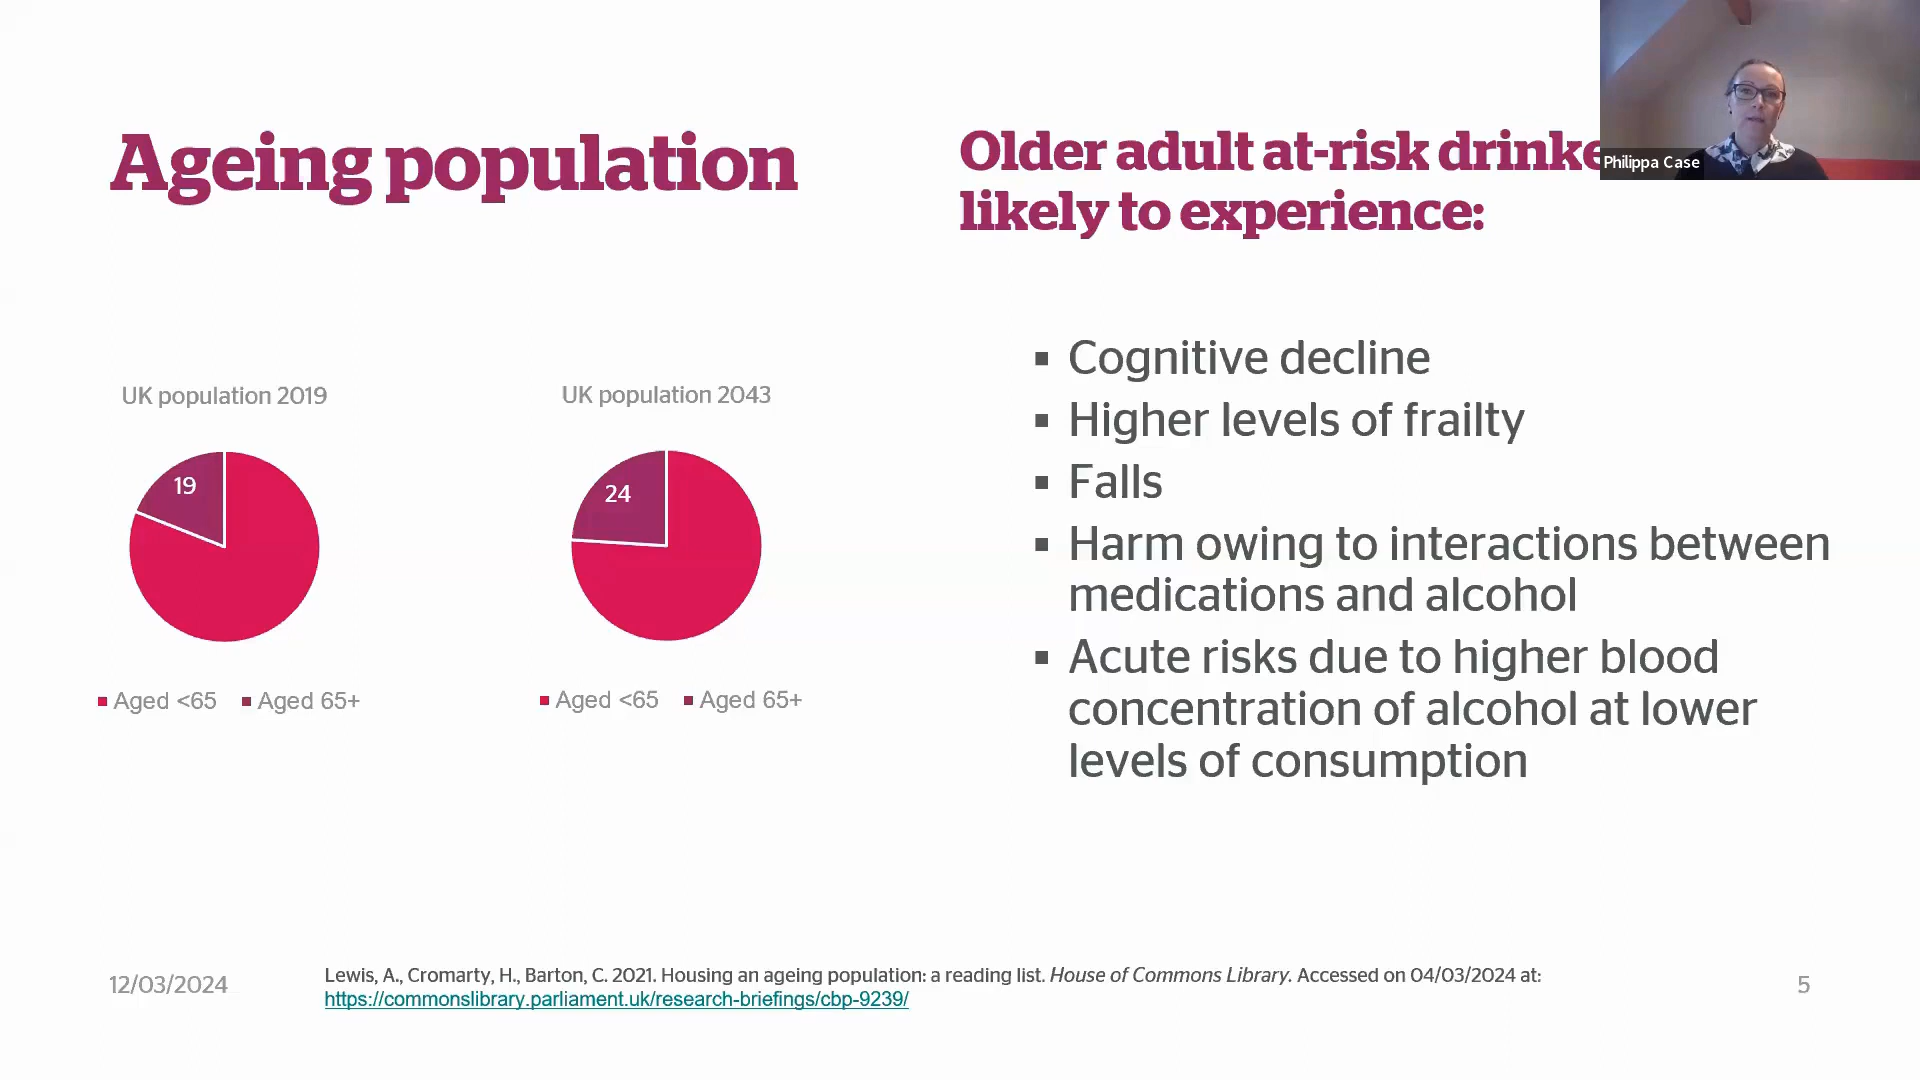 Ageing population
Older adult at-risk
likely to experience:
UK population 2019
19
Aged <65 Aged 65+
UK population 2043
24
Aged <65 Aged 65+
▪ Cognitive decline
▪ Higher levels of frailty
▪ Falls
▪ Harm owing to interactions between
medications and alcohol
▪ Acute risks due to higher blood
concentration of alcohol at lower
levels of consumption
Philippa Case
12/03/2024
Lewis, A., Cromarty, H., Barton, C. 2021. Housing an ageing population: a reading list. House of Commons Library. Accessed on 04/03/2024 at:
https://commonslibrary.parliament.uk/research-briefings/cbp-9239/
5